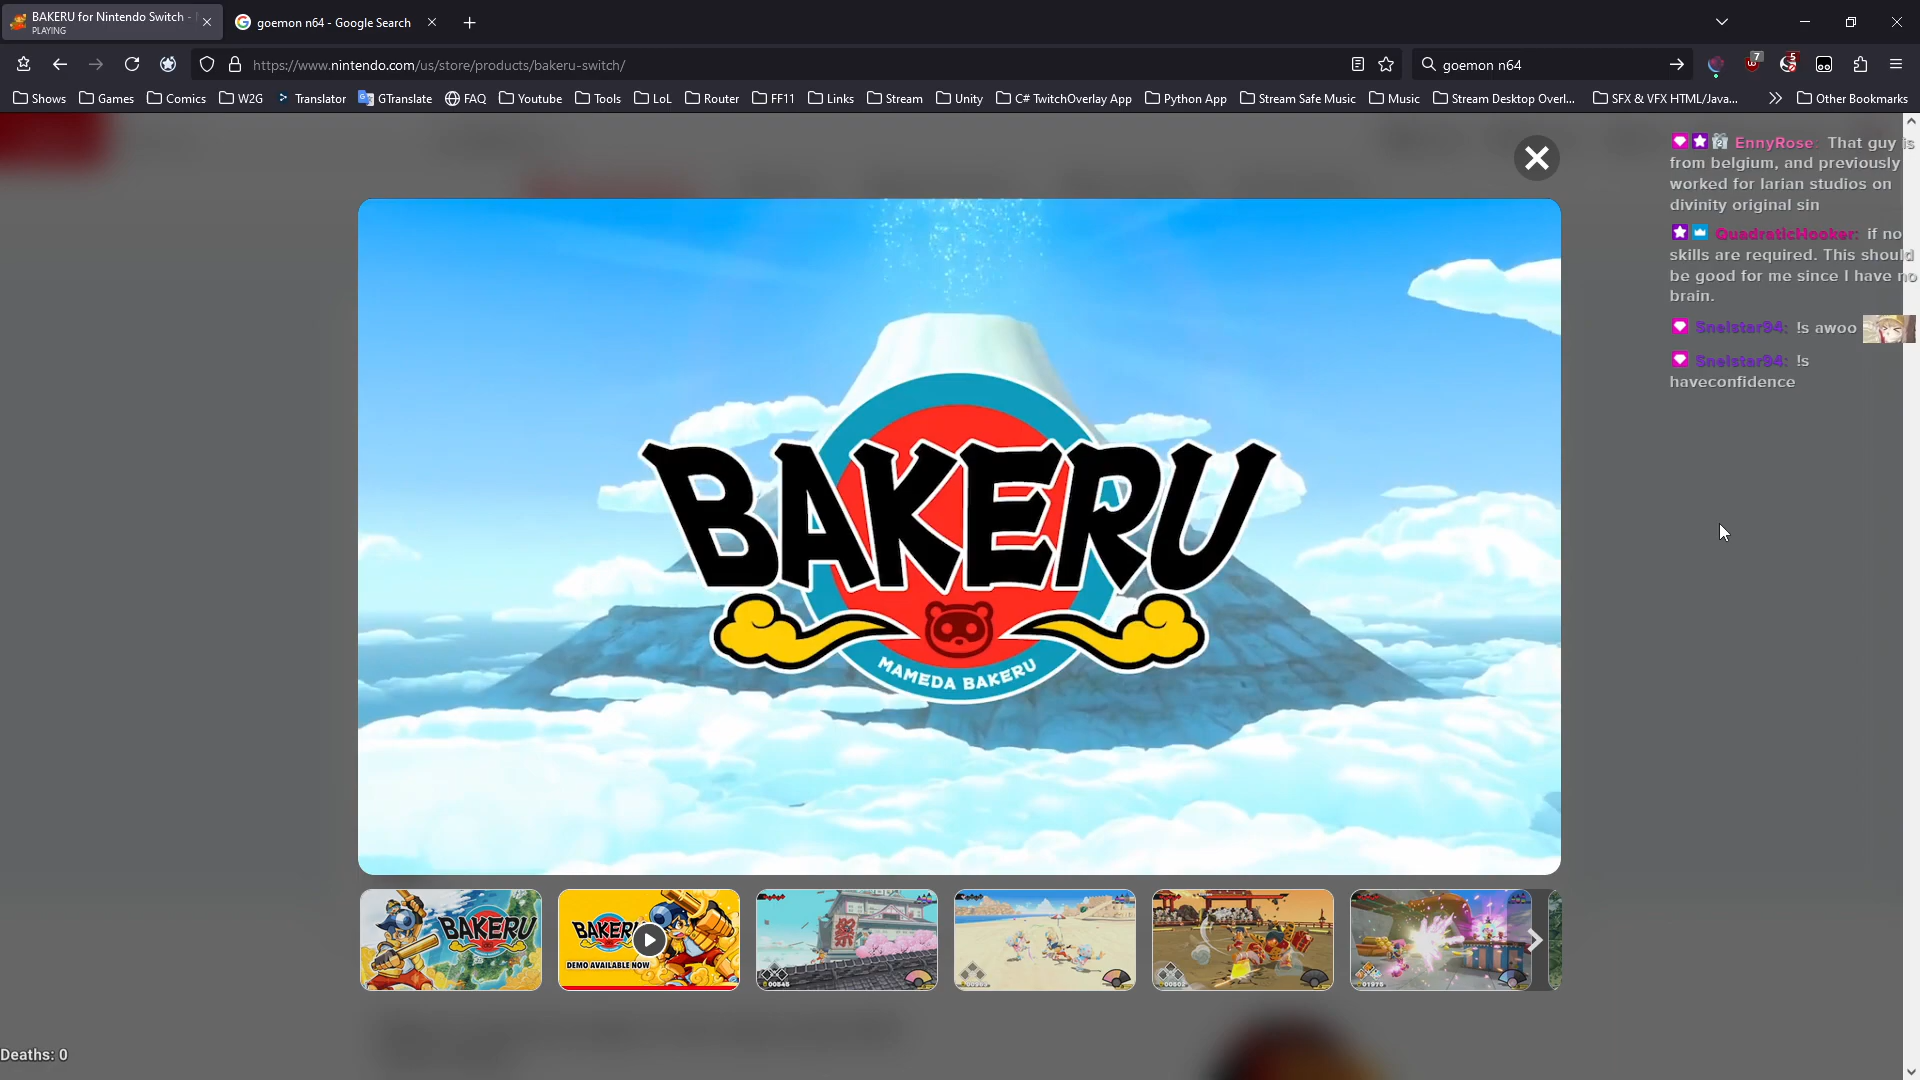 BAKERU for Nintendo Switch -
PLAYING
goemon n64 - Google Search
https://www.nintendo.com/us/store/products/bakeru-switch/
goemon n64
7
5
Shows
Games
Comics
W2G
Translator
GTranslate
FAQ
Youtube
Tools
LoL
Router
FF11
Links
Stream
Unity
C# TwitchOverlay App
Python App
Stream Safe Music
Music
Stream Desktop Overl...
SFX & VFX HTML/Java...
Other Bookmarks
EnnyRose: That guy is
from belgium, and previously
worked for larian studios on
divinity original sin
QuadraticHooker: if no
skills are required. This should
be good for me since I have no
brain.
Snelstar94: !s awoo
Snelstar94: !s
haveconfidence
BAKERU
MAMEDA BAKERU
BAKERU
BAKERU
DEMO AVAILABLE NOW
祭
Deaths: 0